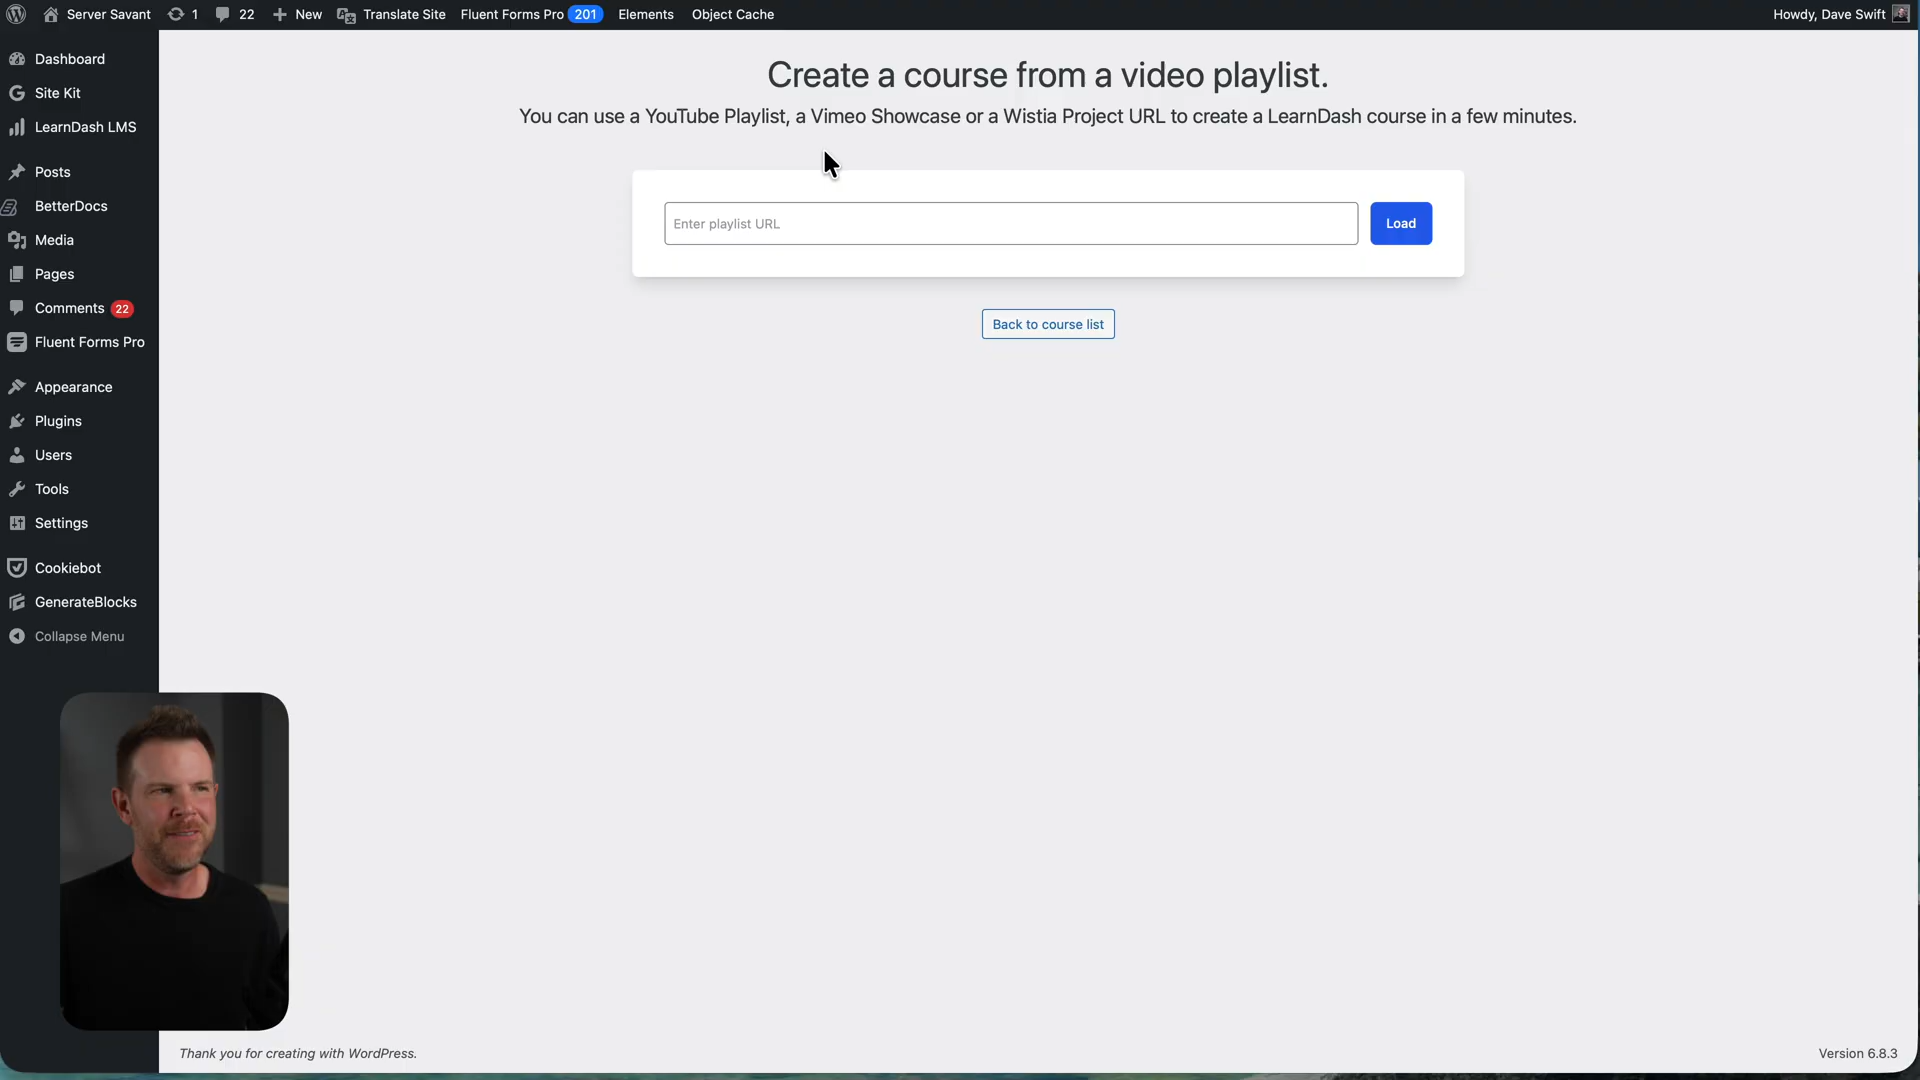 Server Savant 1 22 New Translate Site Fluent Forms Pro 201 Elements Object Cache Howdy, Dave Swift
Dashboard
Site Kit
LearnDash LMS
Posts
BetterDocs
Media
Pages
Comments 22
Fluent Forms Pro
Appearance
Plugins
Users
Tools
Settings
Cookiebot
GenerateBlocks
Collapse Menu
Create a course from a video playlist.
You can use a YouTube Playlist, a Vimeo Showcase or a Wistia Project URL to create a LearnDash course in a few minutes.
Enter playlist URL Load
Back to course list
Thank you for creating with WordPress. Version 6.8.3